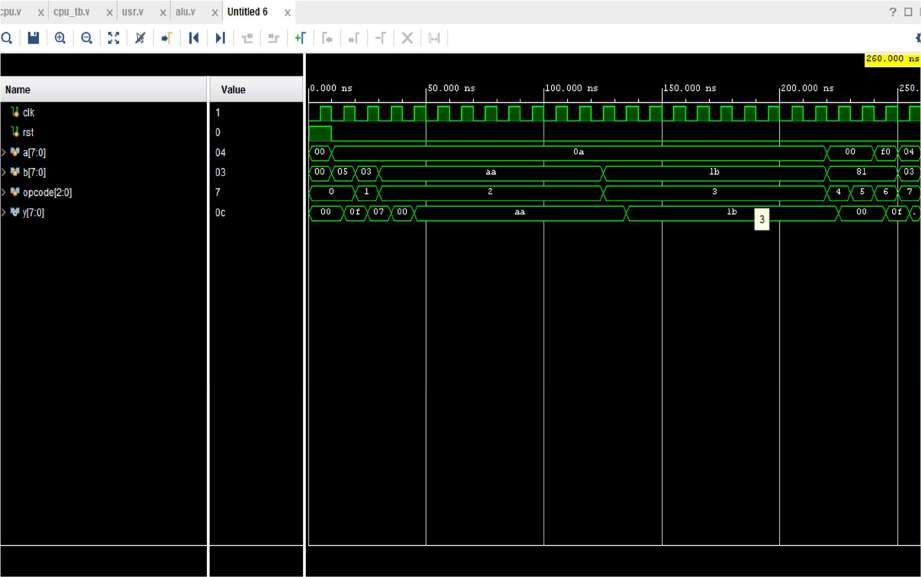 cpu.v cpu_tb.v usr.v alu.v Untitled 6
260.000 ns
Name Value
0.000 ns 50.000 ns 100.000 ns 150.000 ns 200.000 ns 250.
clk 1
rst 0
a[7:0] 04 00 0a 00 f0 04
b[7:0] 03 00 05 03 aa 1b 81 03
opcode[2:0] 7 0 1 2 3 4 5 6 7
y[7:0] 0c 00 0f 07 00 aa 1b 00 0f .
3